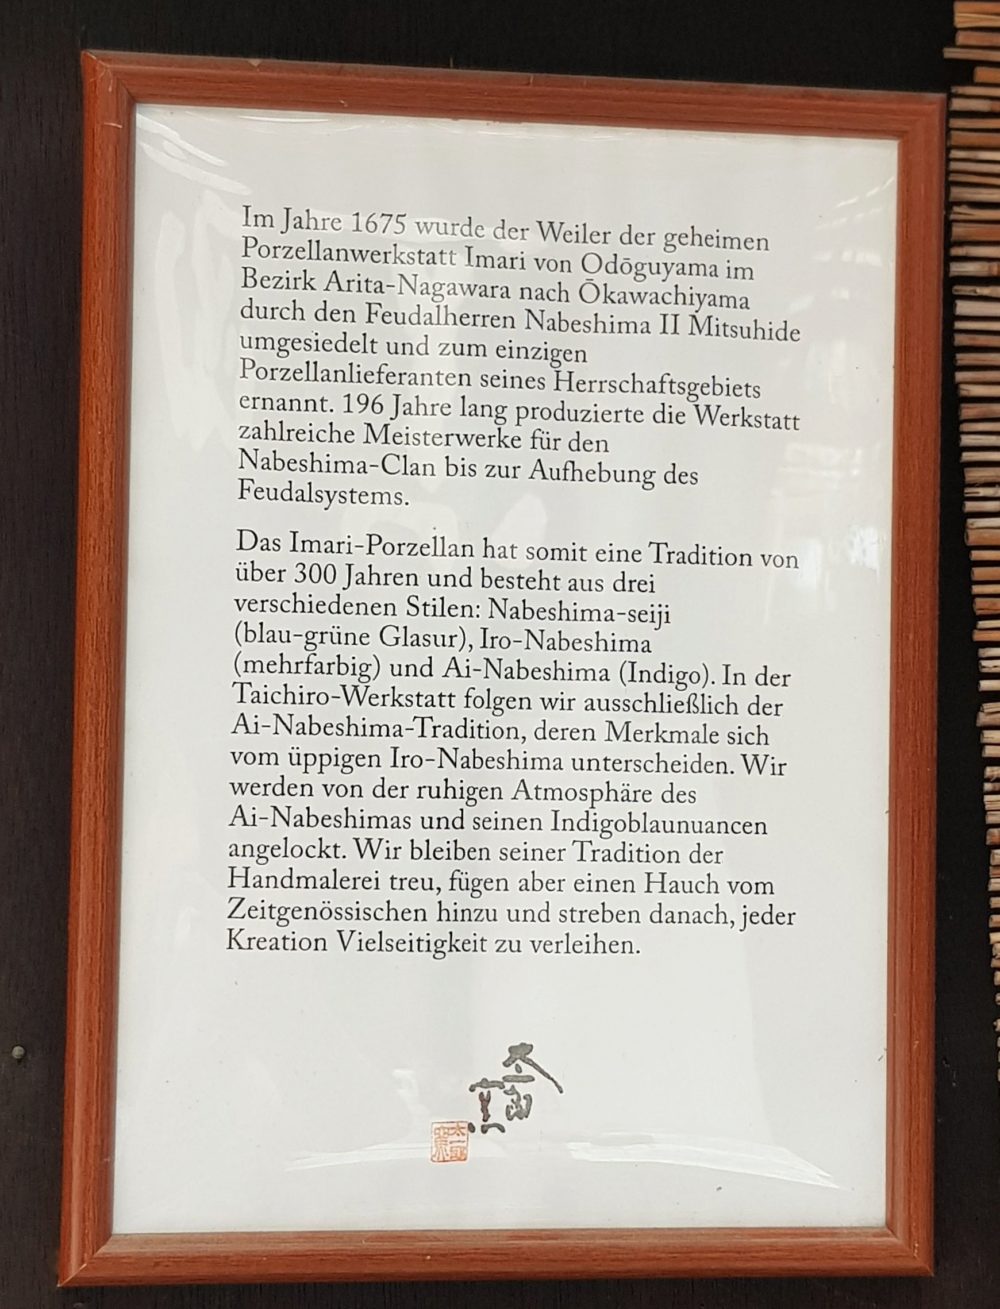 Im Jahre 1675 wurde der Weiler der geheimen
Porzellanwerkstatt Imari von Odōguyama im
Bezirk Arita-Nagawara nach Ōkawachiyama
durch den Feudalherren Nabeshima II Mitsuhide
umgesiedelt und zum einzigen
Porzellanlieferanten seines Herrschaftsgebiets
ernannt. 196 Jahre lang produzierte die Werkstatt
zahlreiche Meisterwerke für den
Nabeshima-Clan bis zur Aufhebung des
Feudalsystems.
Das Imari-Porzellan hat somit eine Tradition von
über 300 Jahren und besteht aus drei
verschiedenen Stilen: Nabeshima-seiji
(blau-grüne Glasur), Iro-Nabeshima
(mehrfarbig) und Ai-Nabeshima (Indigo). In der
Taichiro-Werkstatt folgen wir ausschließlich der
Ai-Nabeshima-Tradition, deren Merkmale sich
vom üppigen Iro-Nabeshima unterscheiden. Wir
werden von der ruhigen Atmosphäre des
Ai-Nabeshimas und seinen Indigoblaunuancen
angelockt. Wir bleiben seiner Tradition der
Handmalerei treu, fügen aber einen Hauch vom
Zeitgenössischen hinzu und streben danach, jeder
Kreation Vielseitigkeit zu verleihen.